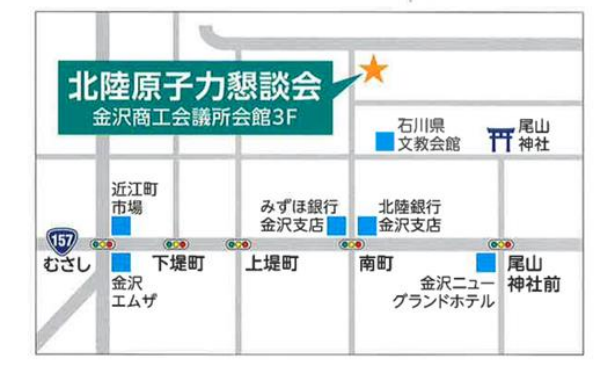 北陸原子力懇談会
金沢商工会議所会館3F
石川県
文教会館
尾山
神社
近江町
市場
みずほ銀行
金沢支店
北陸銀行
金沢支店
157
むさし
下堤町
上堤町
南町
尾山
神社前
金沢
エムザ
金沢ニュー
グランドホテル